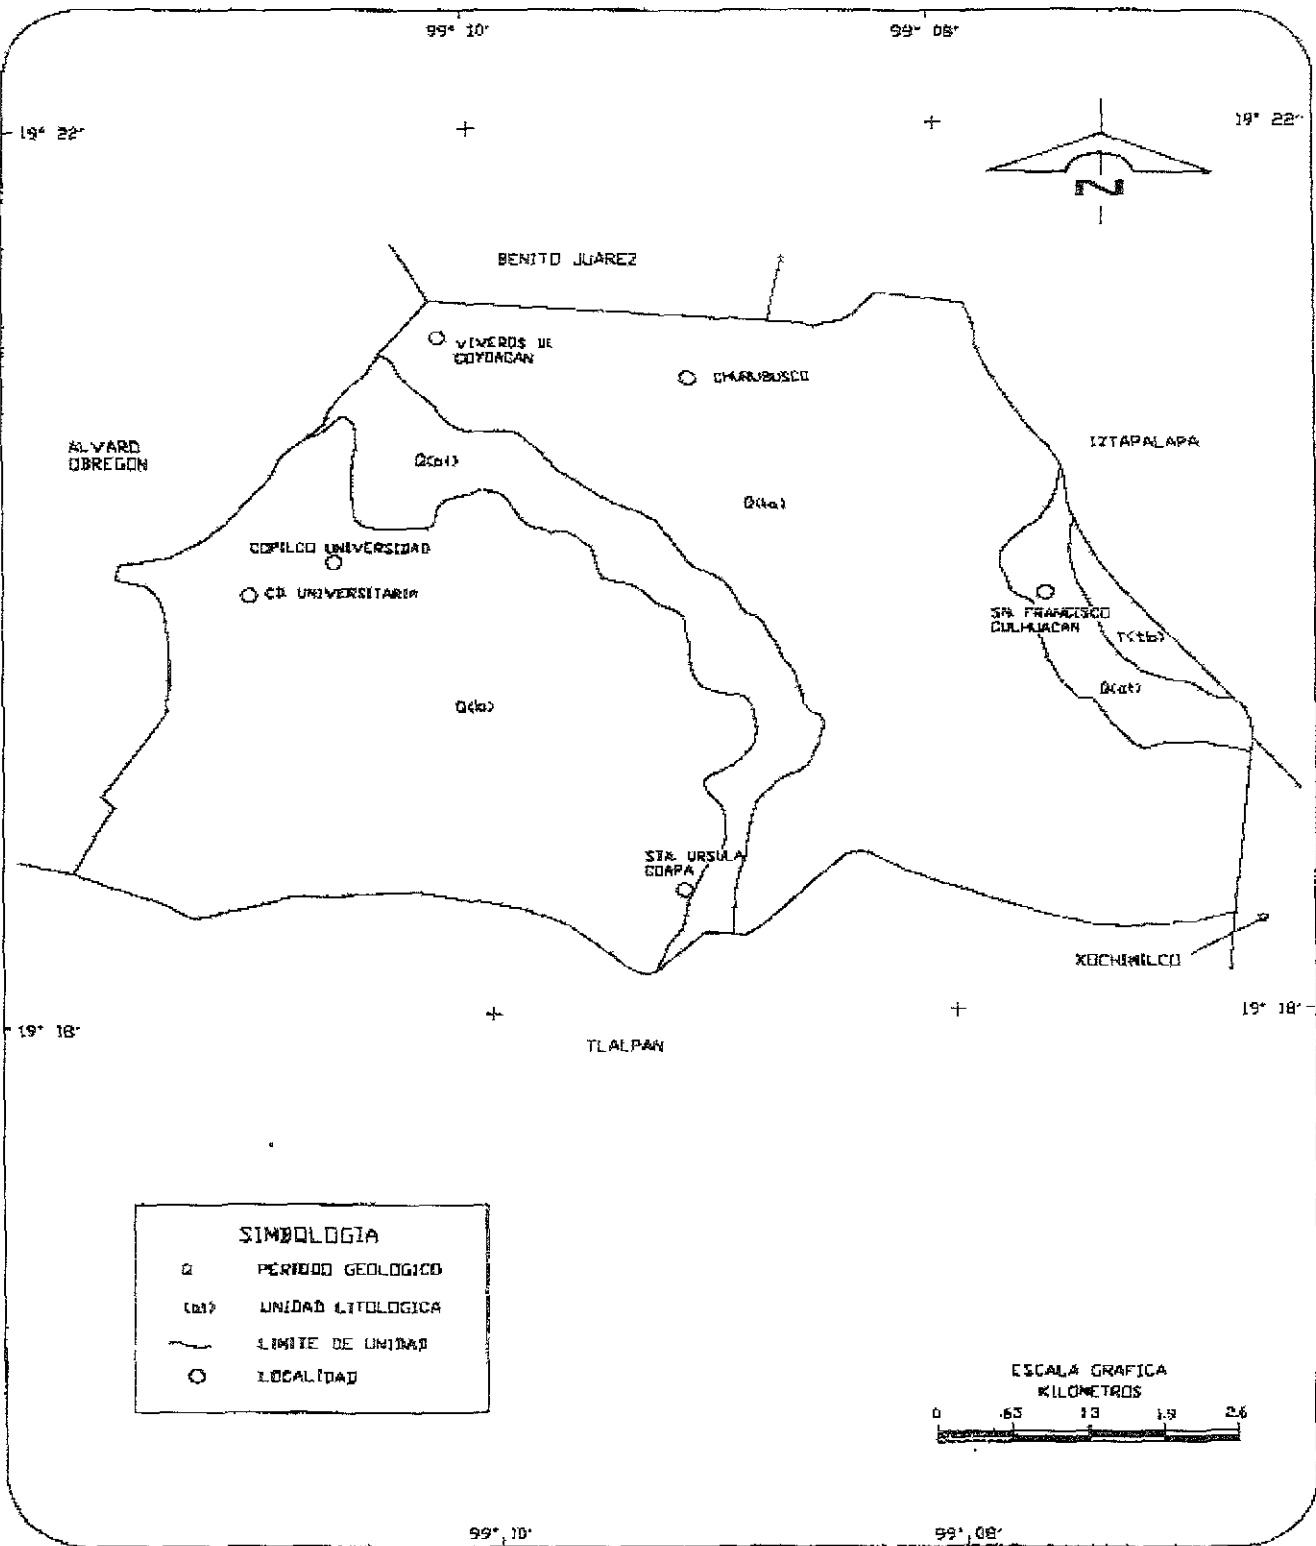 99° 10'
99° 08'
19° 22'
19° 22'
N
BENITO JUAREZ
VIVEROS DE
COYOACAN
CHURUBUSCO
ALVARO
OBREGON
IZTAPALAPA
Q(al)
Q(la)
COPILCO UNIVERSIDAD
CD. UNIVERSITARIA
SN. FRANCISCO
CULHUACAN
T(tb)
Q(al)
Q(b)
STA. URSULA
COAPA
XOCHIMILCO
19° 18'
19° 18'
TLALPAN
SIMBOLOGIA
Q PERIODO GEOLOGICO
(al) UNIDAD LITOLOGICA
LIMITE DE UNIDAD
LOCALIDAD
ESCALA GRAFICA
KILOMETROS
0 .65 1.3 1.9 2.6
99° 10'
99° 08'